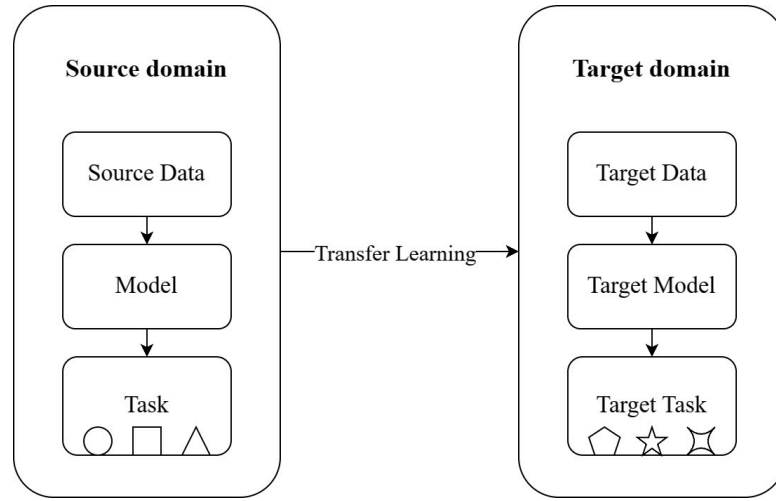 Source domain
Source Data
Model
Task
Transfer Learning
Target domain
Target Data
Target Model
Target Task